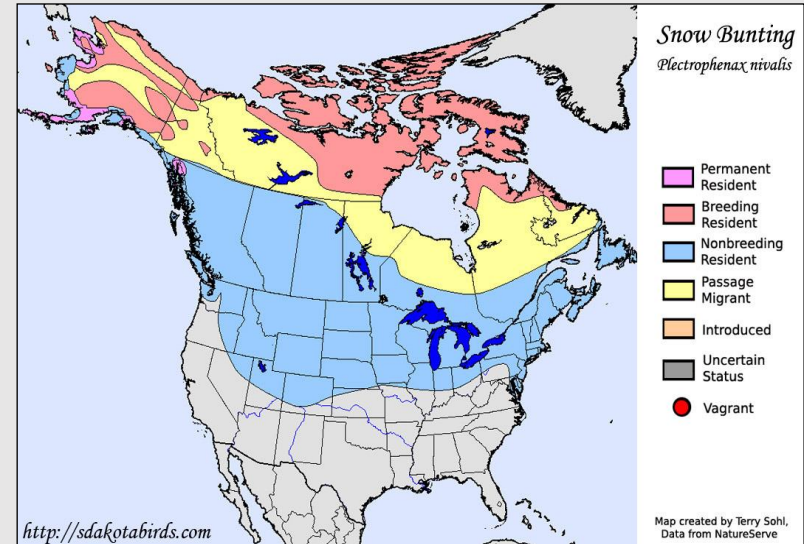 Snow Bunting
Plectrophenax nivalis
Permanent
Resident
Breeding
Resident
Nonbreeding
Resident
Passage
Migrant
Introduced
Uncertain
Status
Vagrant
http://sdakotabirds.com
Map created by Terry Sohl,
Data from NatureServe